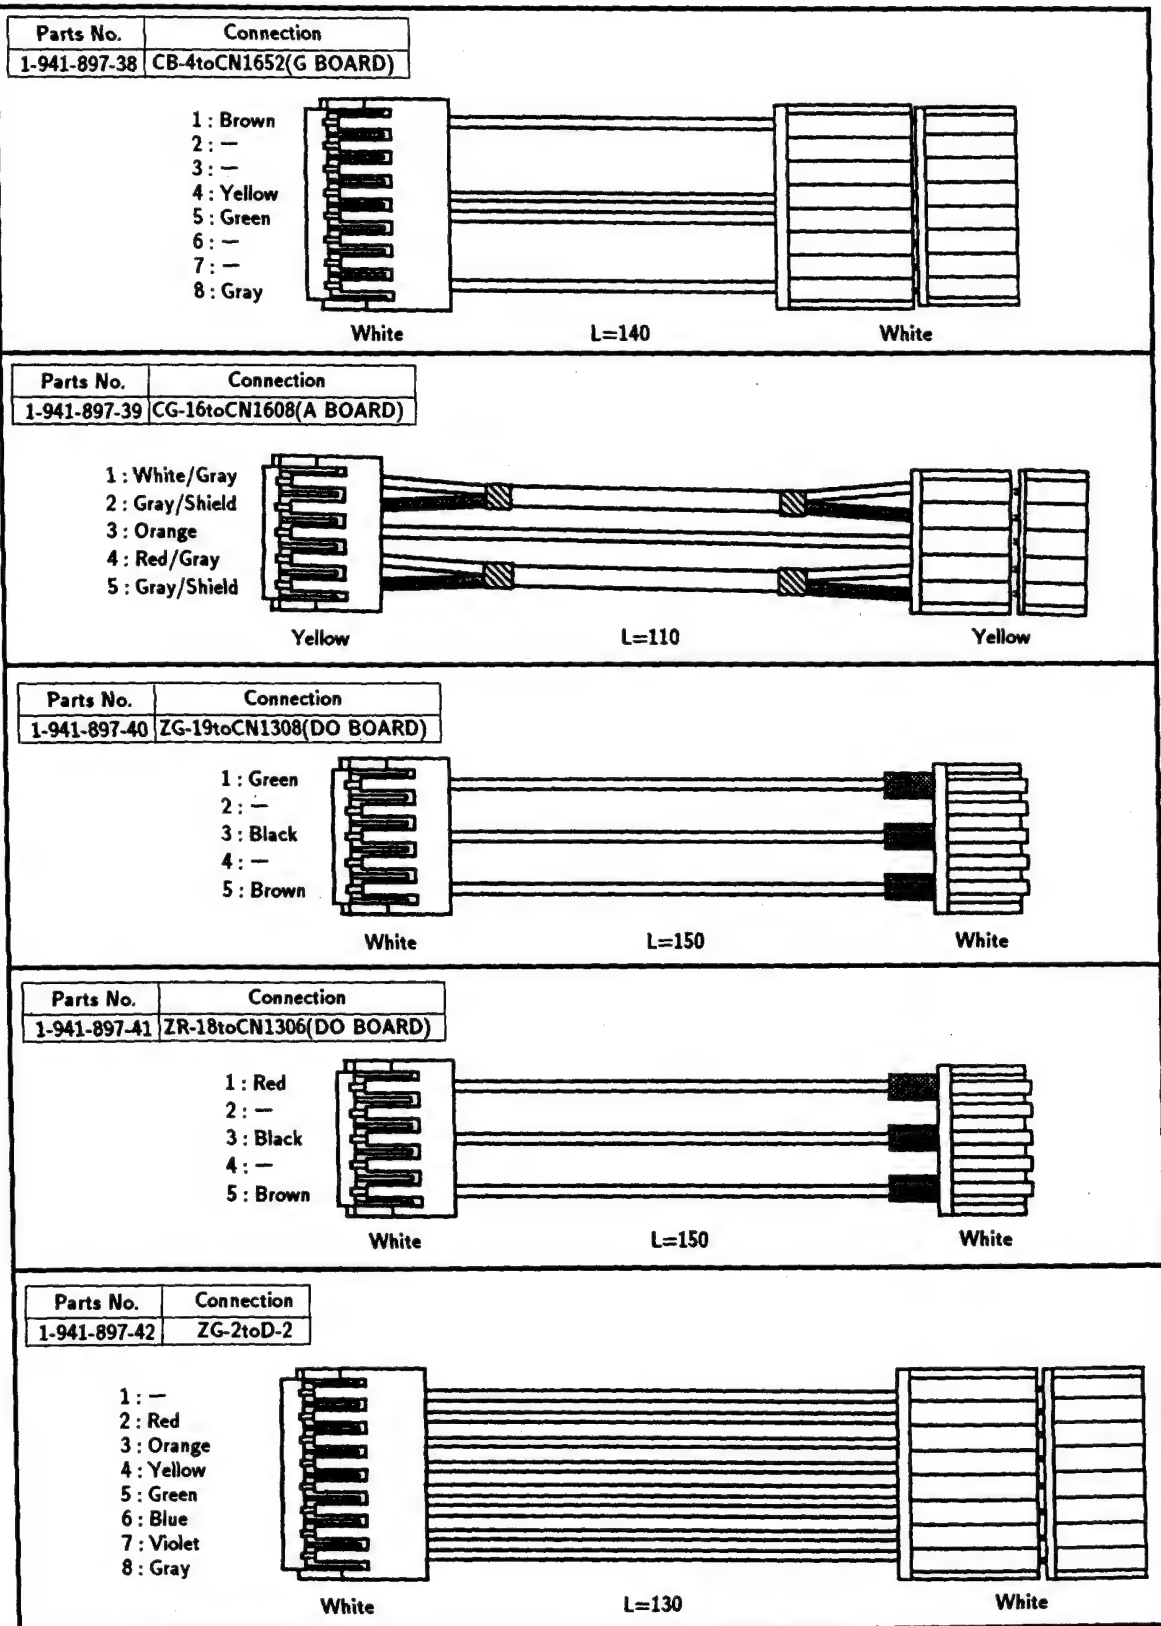 Parts No. Connection
1-941-897-38 CB-4toCN1652(G BOARD)
1 : Brown
2 : —
3 : —
4 : Yellow
5 : Green
6 : —
7 : —
8 : Gray
White L=140 White
Parts No. Connection
1-941-897-39 CG-16toCN1608(A BOARD)
1 : White/Gray
2 : Gray/Shield
3 : Orange
4 : Red/Gray
5 : Gray/Shield
Yellow L=110 Yellow
Parts No. Connection
1-941-897-40 ZG-19toCN1308(DO BOARD)
1 : Green
2 : —
3 : Black
4 : —
5 : Brown
White L=150 White
Parts No. Connection
1-941-897-41 ZR-18toCN1306(DO BOARD)
1 : Red
2 : —
3 : Black
4 : —
5 : Brown
White L=150 White
Parts No. Connection
1-941-897-42 ZG-2toD-2
1 : —
2 : Red
3 : Orange
4 : Yellow
5 : Green
6 : Blue
7 : Violet
8 : Gray
White L=130 White